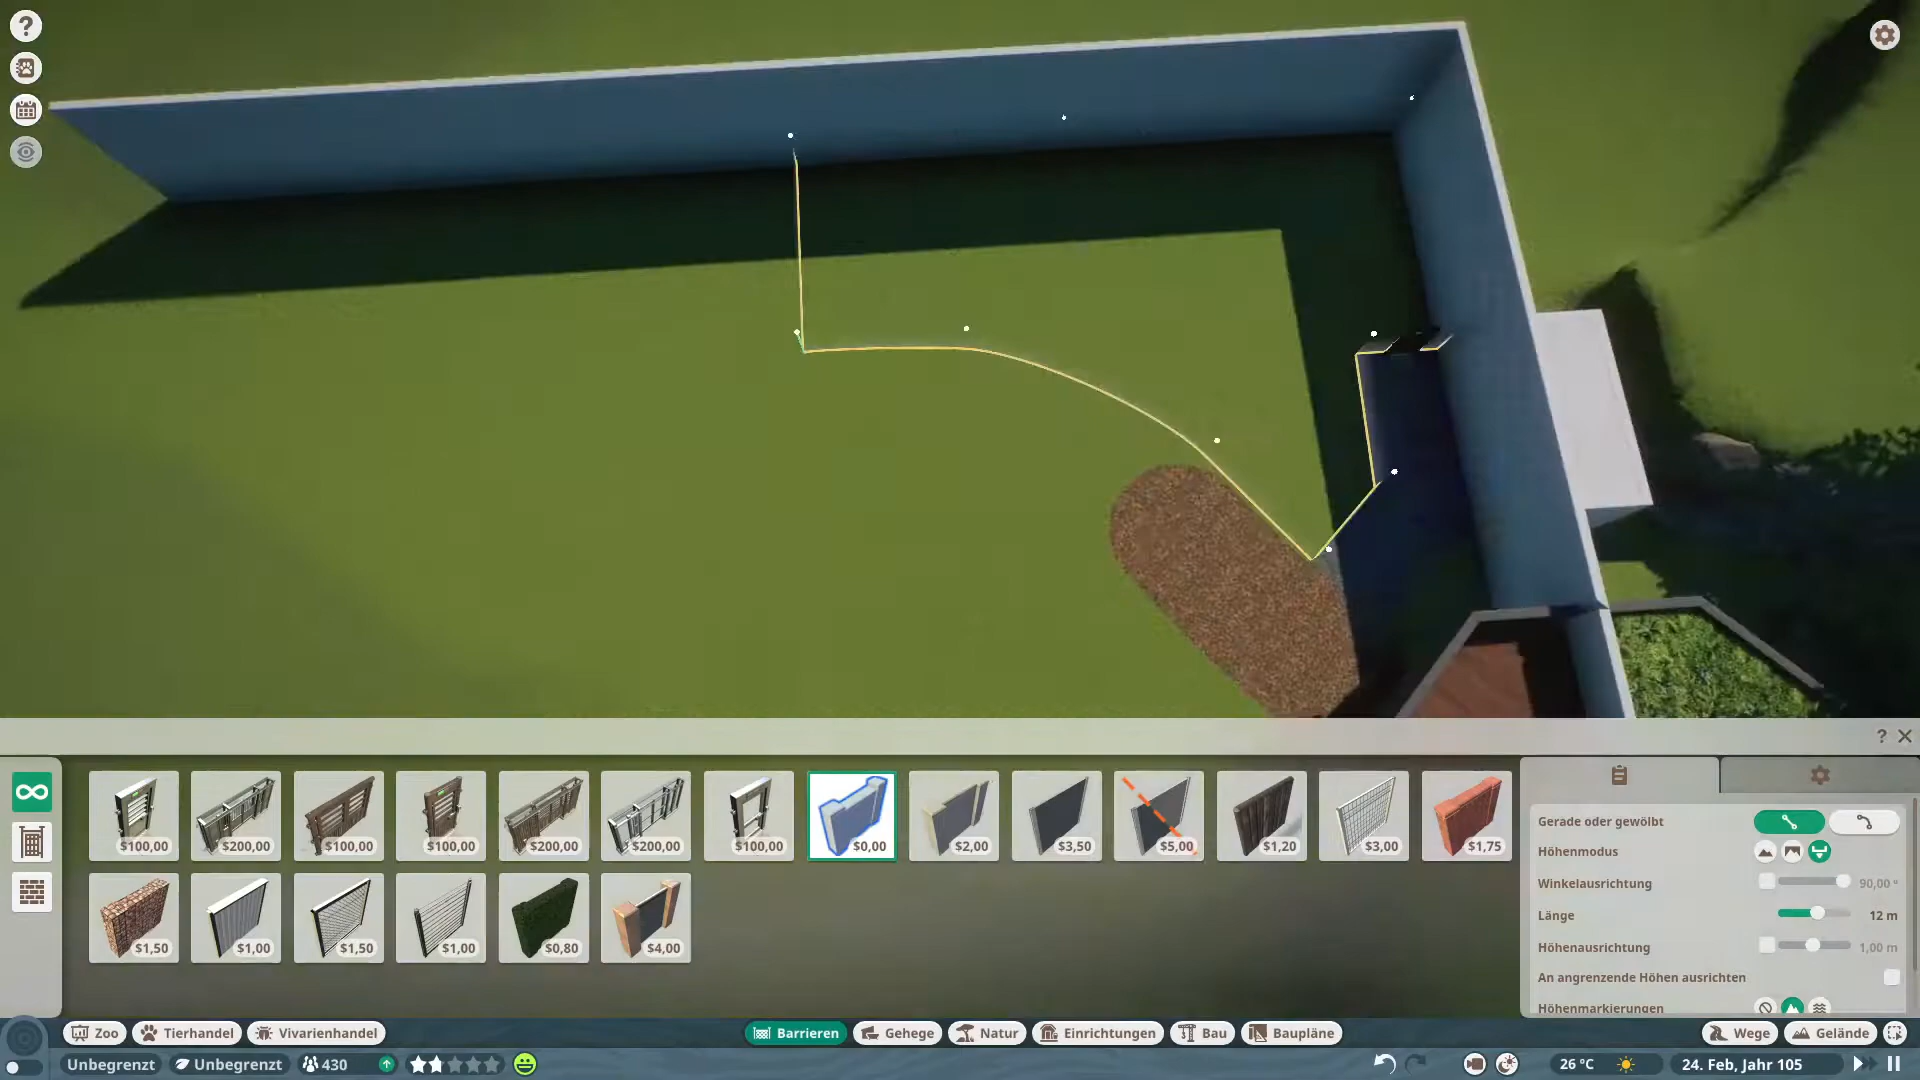 ?
? ×
$100,00 $200,00 $100,00 $100,00 $200,00 $200,00 $100,00 $0,00 $2,00 $3,50 $5,00 $1,20 $3,00 $1,75
$1,50 $1,00 $1,50 $1,00 $0,80 $4,00
Gerade oder gewölbt
Höhenmodus
Winkelausrichtung 90,00 °
Länge 12 m
Höhenausrichtung 1,00 m
An angrenzende Höhen ausrichten
Höhenmarkierungen
Zoo Tierhandel Vivarienhandel Barrieren Gehege Natur Einrichtungen Bau Baupläne Wege Gelände
Unbegrenzt Unbegrenzt 430 26 °C 24. Feb, Jahr 105